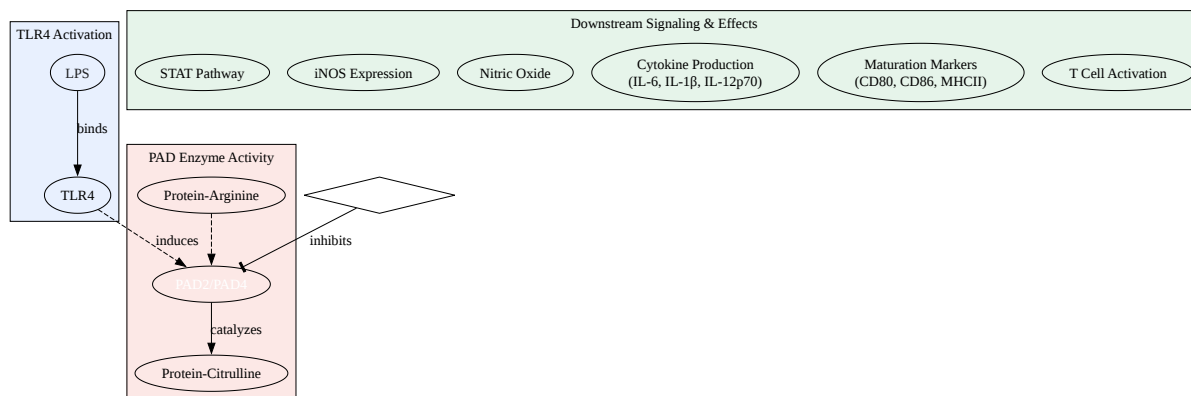 TLR4 Activation
LPS
binds
TLR4
Downstream Signaling & Effects
STAT Pathway
iNOS Expression
Nitric Oxide
Cytokine Production
(IL-6, IL-1β, IL-12p70)
Maturation Markers
(CD80, CD86, MHCII)
T Cell Activation
PAD Enzyme Activity
Protein-Arginine
induces
inhibits
PAD2/PAD4
catalyzes
Protein-Citrulline